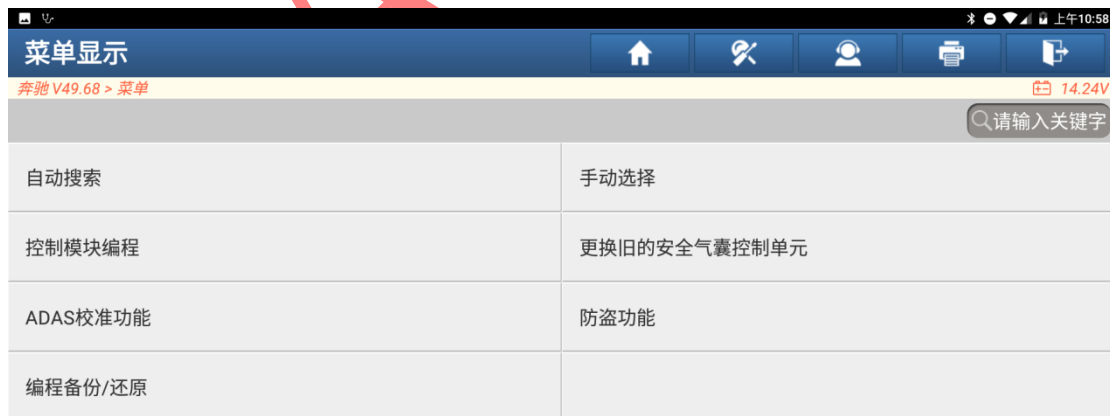 上午10:58
菜单显示
奔驰 V49.68 > 菜单
14.24V
请输入关键字
自动搜索
手动选择
控制模块编程
更换旧的安全气囊控制单元
ADAS校准功能
防盗功能
编程备份/还原